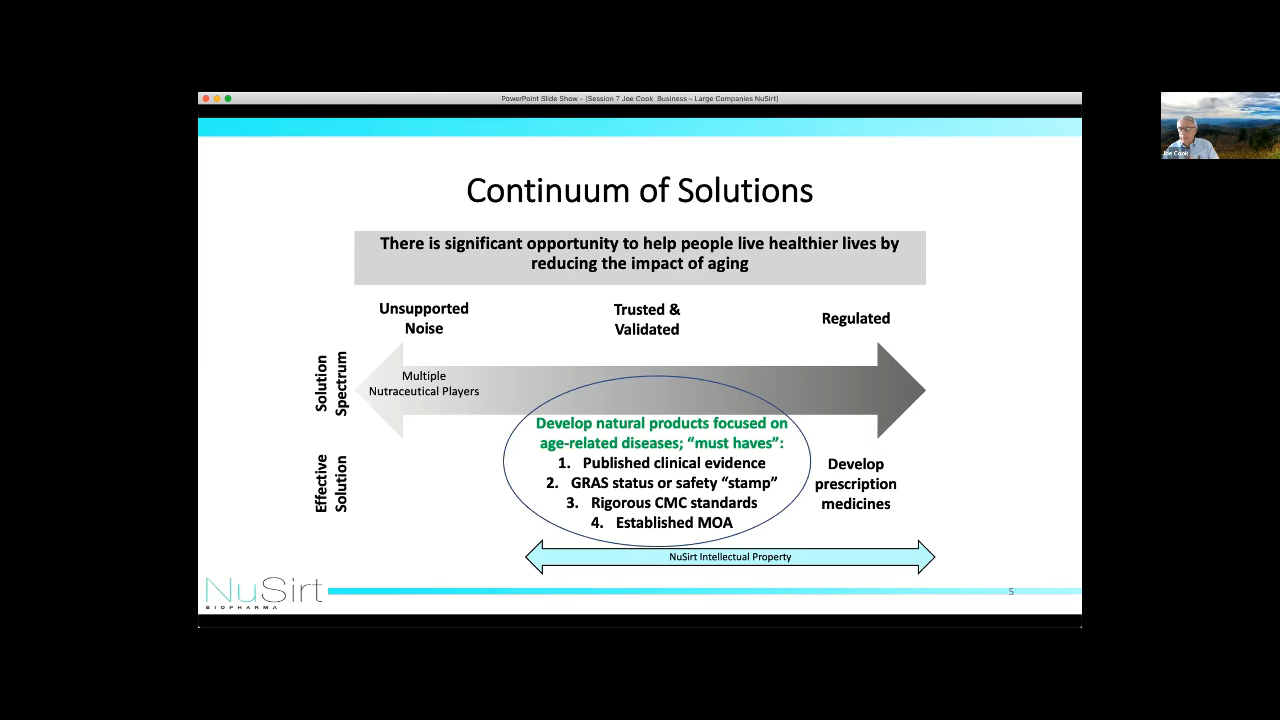 PowerPoint Slide Show - [Session 7 Joe Cook  Business – Large Companies NuSirt]
Joe Cook
Continuum of Solutions
There is significant opportunity to help people live healthier lives by
reducing the impact of aging
Unsupported
Noise
Trusted &
Validated
Regulated
Solution
Spectrum
Multiple
Nutraceutical Players
Effective
Solution
Develop natural products focused on
age-related diseases; “must haves”:
1. Published clinical evidence
2. GRAS status or safety “stamp”
3. Rigorous CMC standards
4. Established MOA
Develop
prescription
medicines
NuSirt Intellectual Property
NuSirt
BIOPHARMA
5